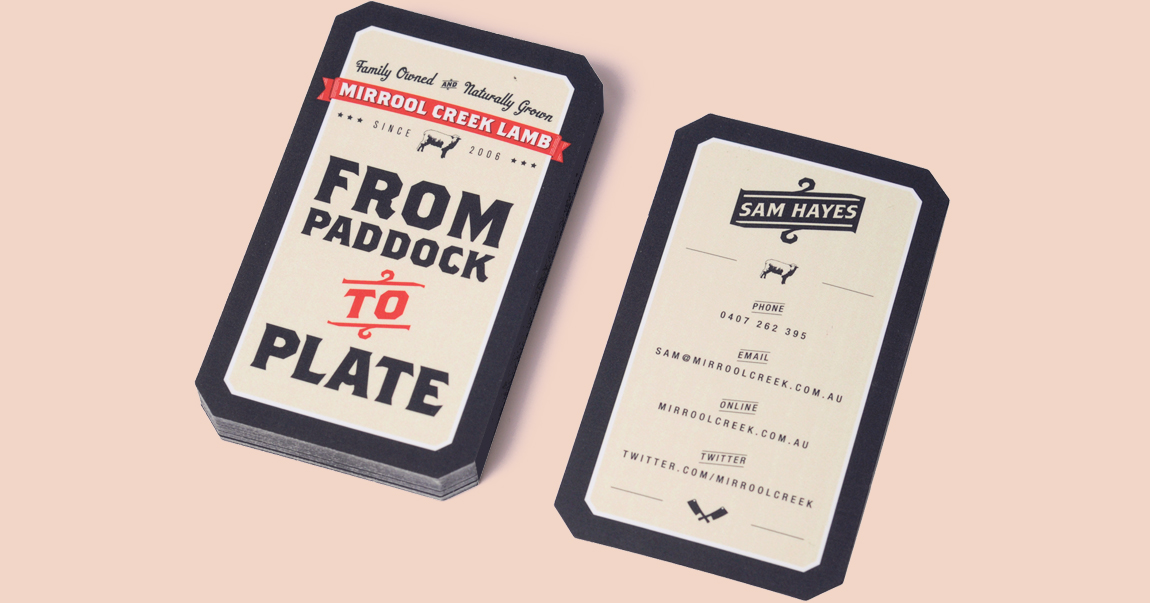 Family Owned AND Naturally Grown
MIRROOL CREEK LAMB
SINCE 2006
FROM
PADDOCK
TO
PLATE
SAM HAYES
PHONE
0407 262 395
EMAIL
SAM@MIRROOLCREEK.COM.AU
ONLINE
MIRROOLCREEK.COM.AU
TWITTER
TWITTER.COM/MIRROOLCREEK